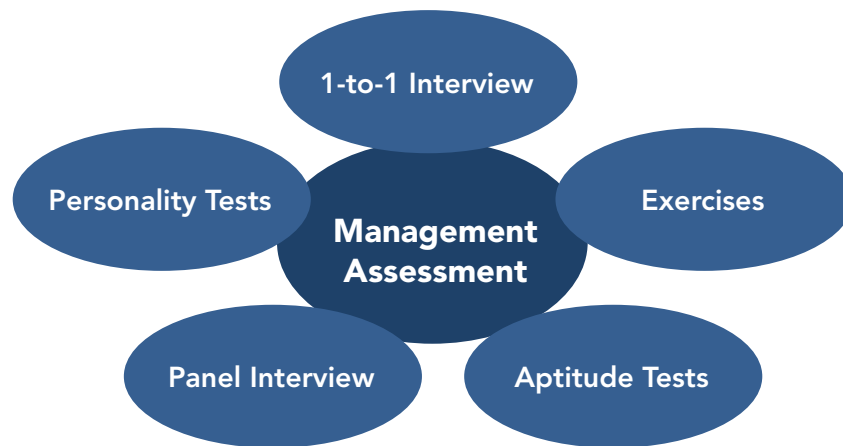 1-to-1 Interview
Personality Tests
Exercises
Management
Assessment
Panel Interview
Aptitude Tests